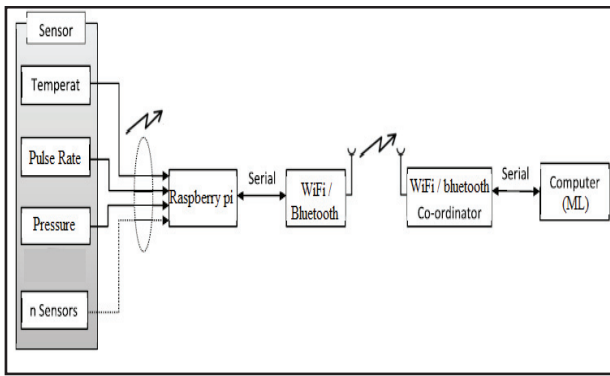 Sensor
Temperat
Pulse Rate
Pressure
n Sensors
Raspberry pi
Serial
WiFi /
Bluetooth
WiFi / bluetooth
Co-ordinator
Serial
Computer
(ML)